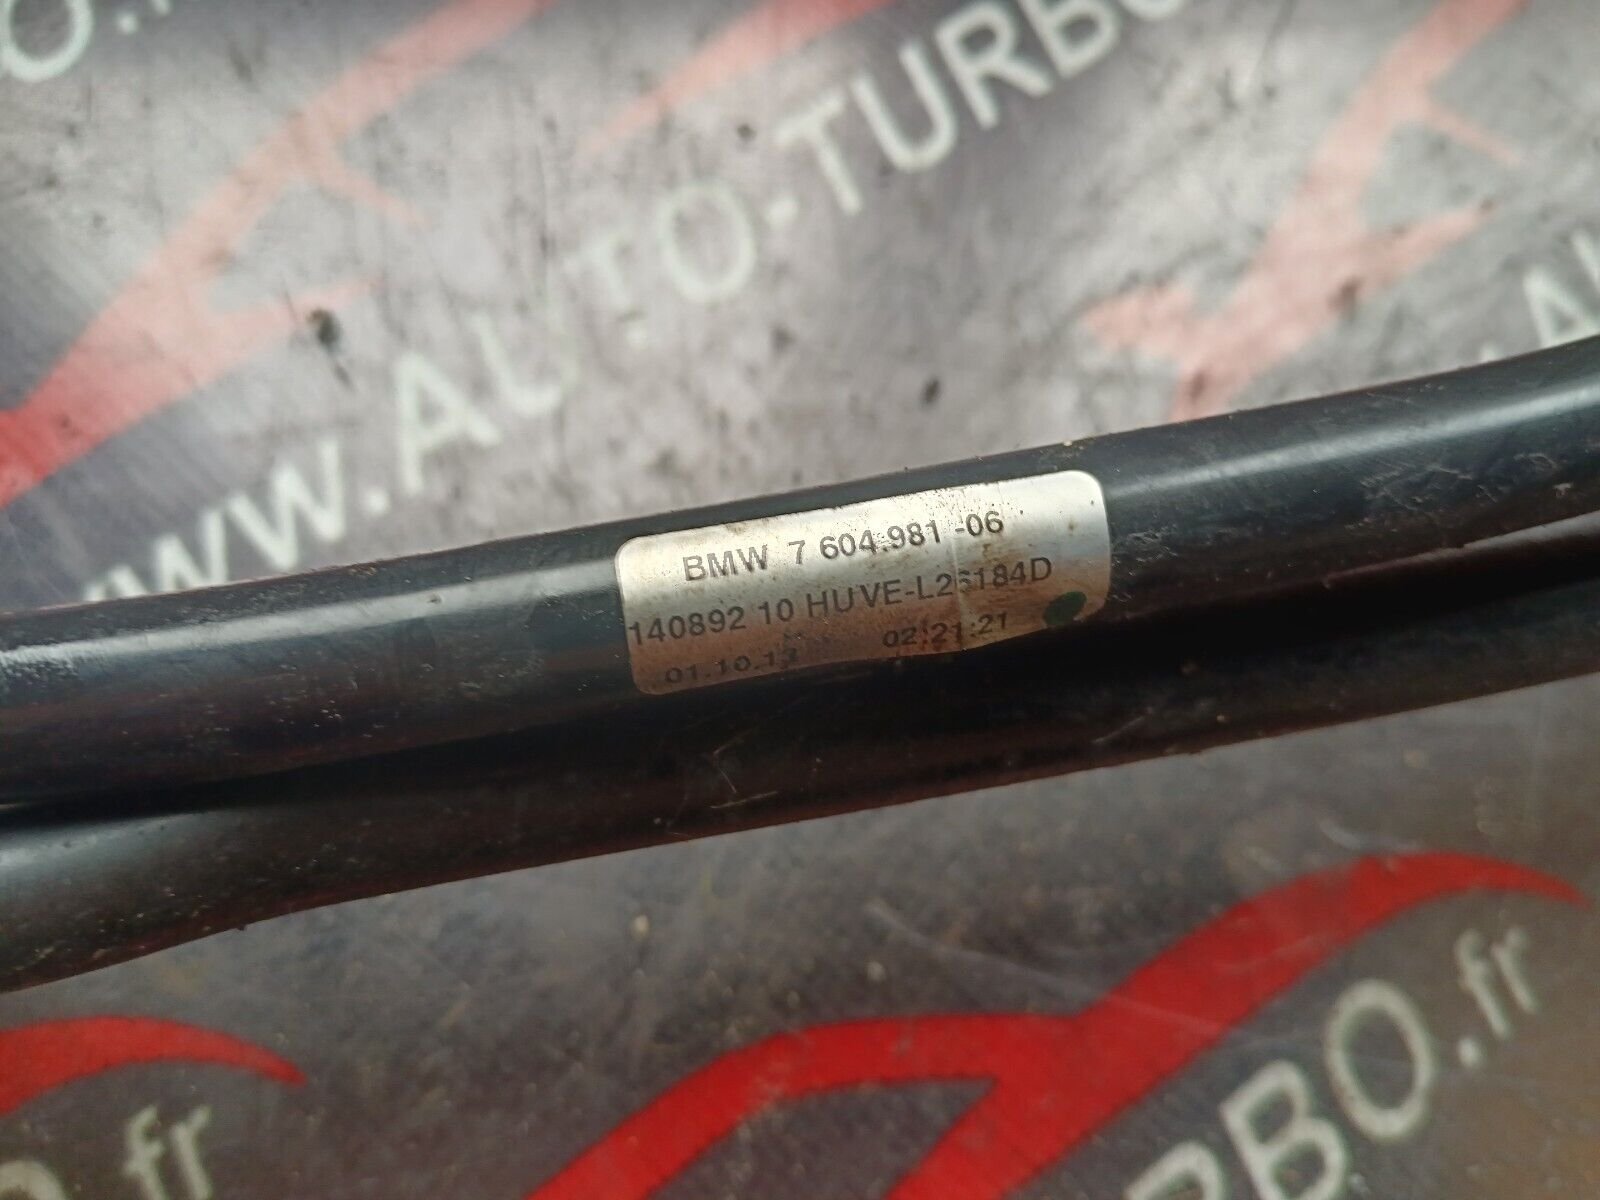 WWW.AUTO-TURBO
BMW 7 604.981 -06
140892 10 HUVE-L26184D
01.10.13 02:21:21
RBO.fr
.fr